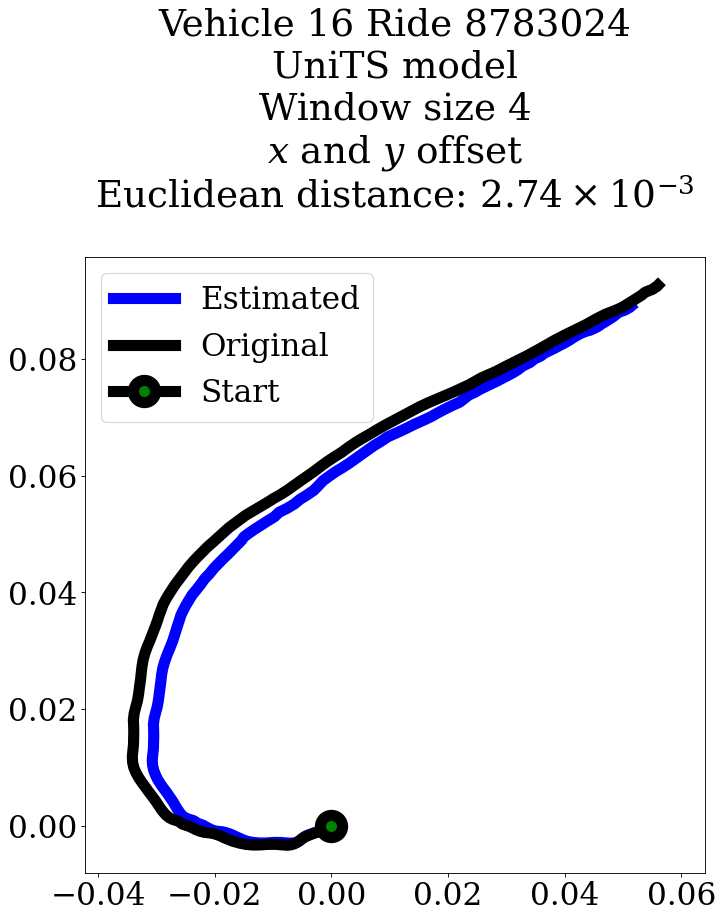 Vehicle 16 Ride 8783024
UniTS model
Window size 4
x and y offset
Euclidean distance: 2.74 × 10⁻³
Estimated
Original
Start
0.08
0.06
0.04
0.02
0.00
−0.04 −0.02 0.00 0.02 0.04 0.06